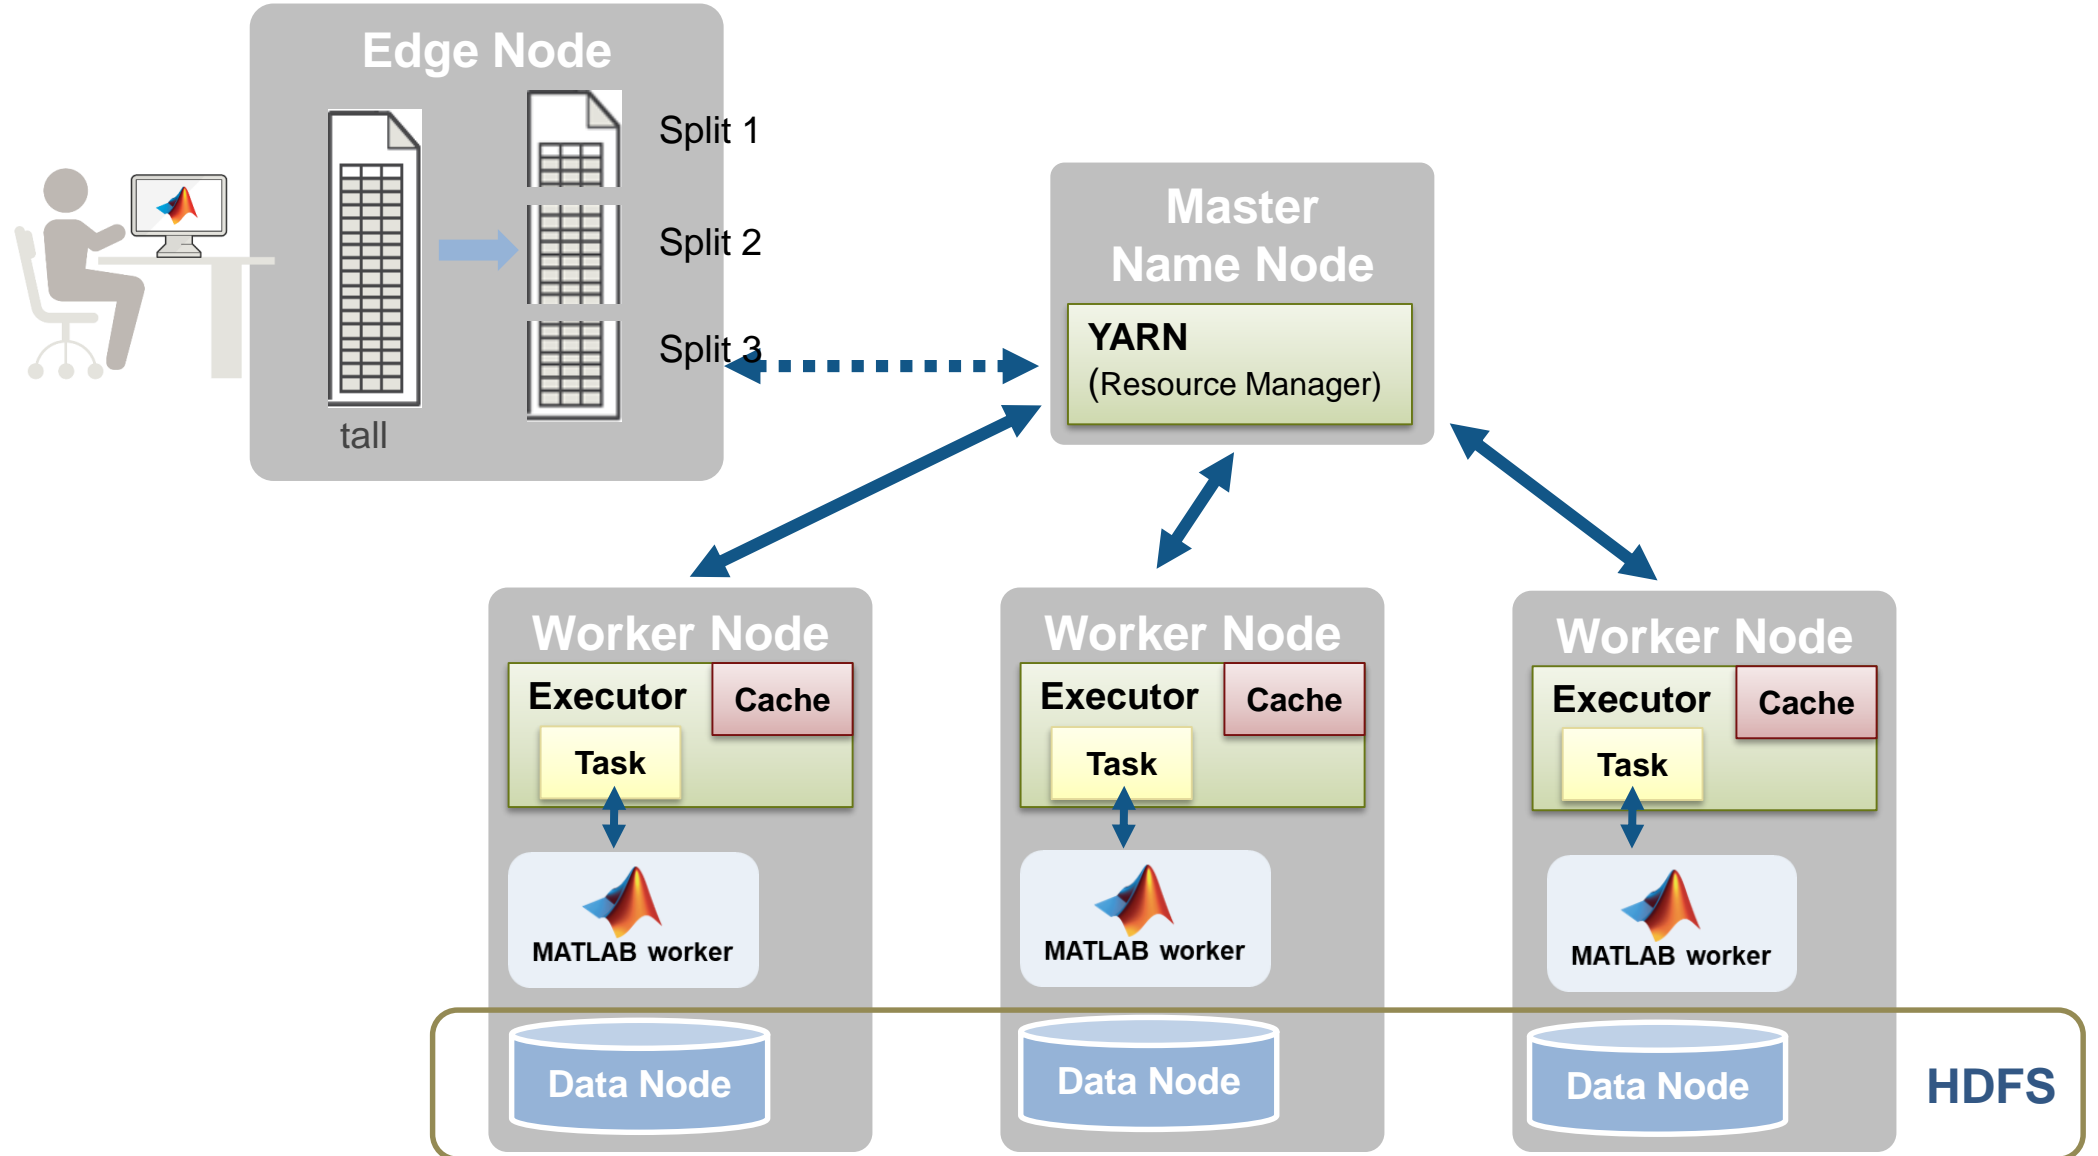 Edge Node
Split 1
Split 2
Split 3
tall
Master
Name Node
YARN
(Resource Manager)
Worker Node
Executor
Cache
Task
MATLAB worker
Data Node
Worker Node
Executor
Cache
Task
MATLAB worker
Data Node
Worker Node
Executor
Cache
Task
MATLAB worker
Data Node
HDFS